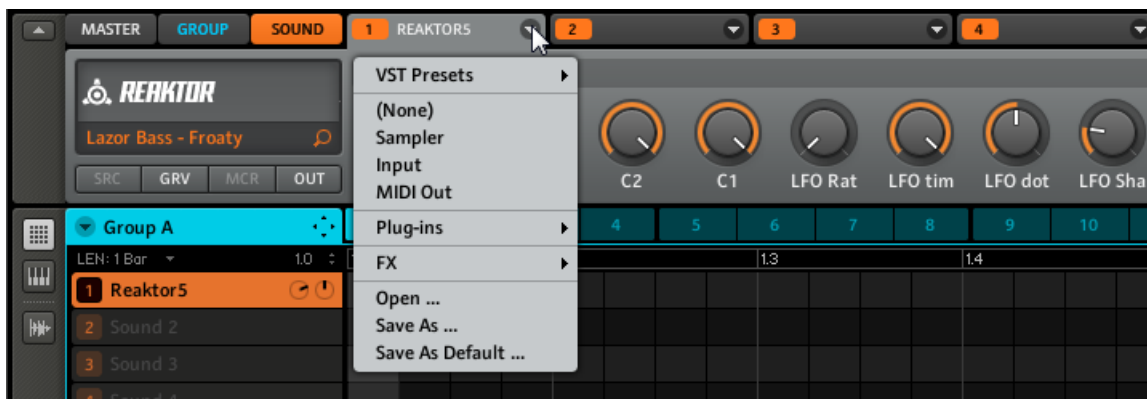 MASTER GROUP SOUND 1 REAKTOR5 2 3 4
REAKTOR
Lazor Bass - Froaty
SRC GRV MCR OUT
VST Presets
(None)
Sampler
Input
MIDI Out
Plug-ins
FX
Open ...
Save As ...
Save As Default ...
C2 C1 LFO Rat LFO tim LFO dot LFO Sha
Group A 4 5 6 7 8 9 10
LEN: 1 Bar 1.0 1.3 1.4
1 Reaktor5
2 Sound 2
3 Sound 3
4 Sound 4